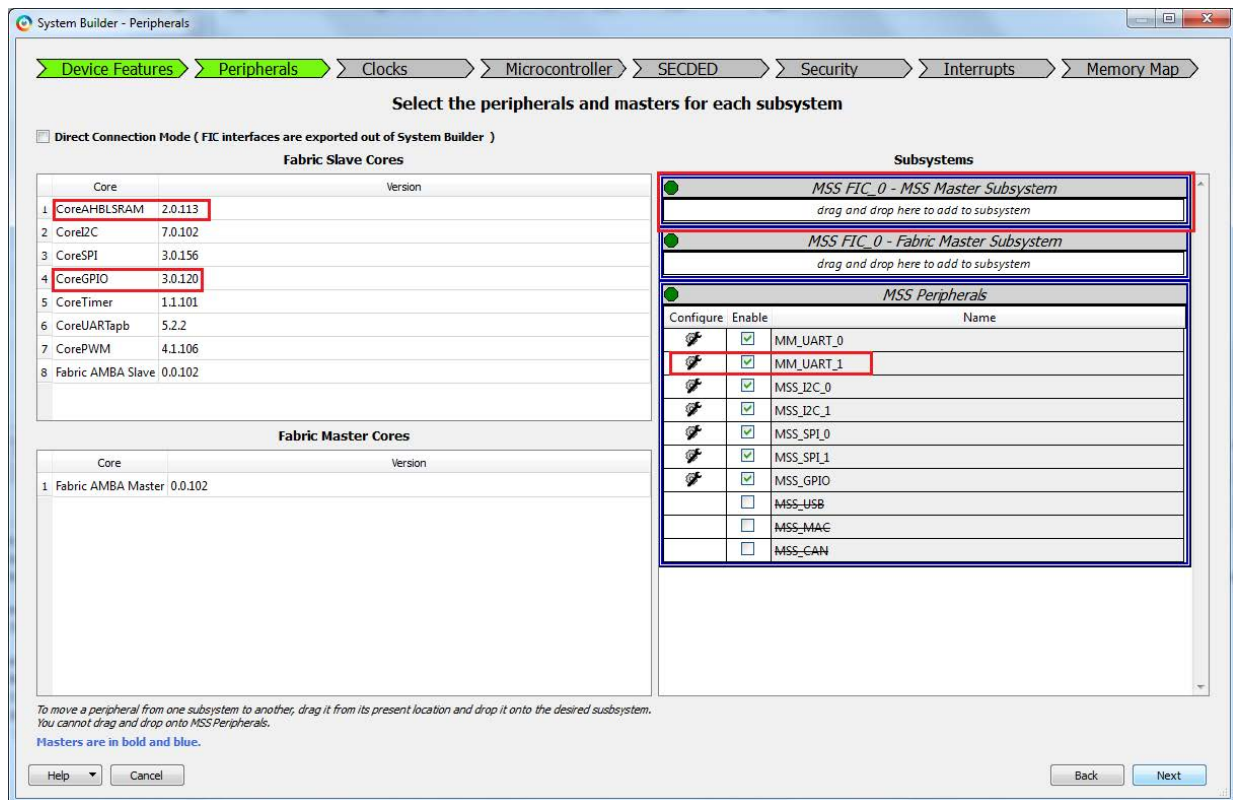 System Builder - Peripherals
Device Features Peripherals Clocks Microcontroller SECDED Security Interrupts Memory Map
Select the peripherals and masters for each subsystem
Direct Connection Mode ( FIC interfaces are exported out of System Builder )
Fabric Slave Cores
Core Version
1 CoreAHBLSRAM 2.0.113
2 CoreI2C 7.0.102
3 CoreSPI 3.0.156
4 CoreGPIO 3.0.120
5 CoreTimer 1.1.101
6 CoreUARTapb 5.2.2
7 CorePWM 4.1.106
8 Fabric AMBA Slave 0.0.102
Fabric Master Cores
Core Version
1 Fabric AMBA Master 0.0.102
Subsystems
MSS FIC_0 - MSS Master Subsystem
drag and drop here to add to subsystem
MSS FIC_0 - Fabric Master Subsystem
drag and drop here to add to subsystem
MSS Peripherals
Configure Enable Name
MM_UART_0
MM_UART_1
MSS_I2C_0
MSS_I2C_1
MSS_SPI_0
MSS_SPI_1
MSS_GPIO
MSS_USB
MSS_MAC
MSS_CAN
To move a peripheral from one subsystem to another, drag it from its present location and drop it onto the desired susbsystem.
You cannot drag and drop onto MSS Peripherals.
Masters are in bold and blue.
Help Cancel Back Next